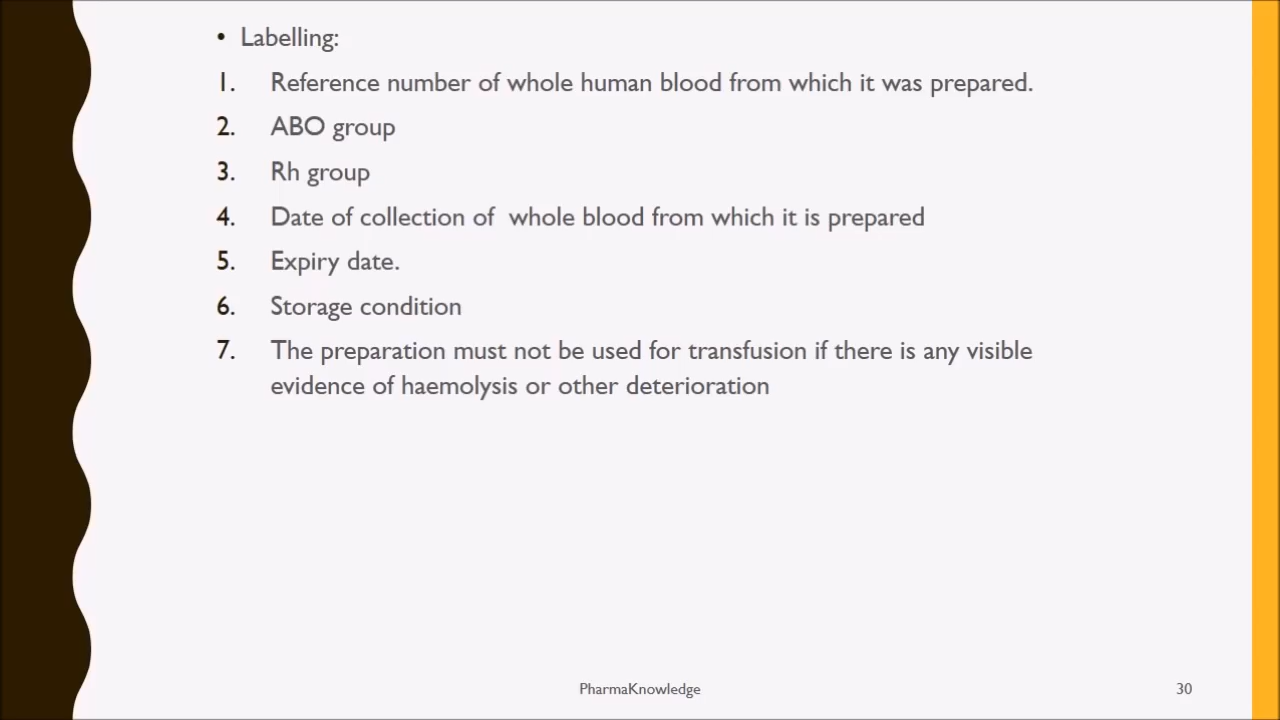 • Labelling:
1. Reference number of whole human blood from which it was prepared.
2. ABO group
3. Rh group
4. Date of collection of  whole blood from which it is prepared
5. Expiry date.
6. Storage condition
7. The preparation must not be used for transfusion if there is any visible
evidence of haemolysis or other deterioration
PharmaKnowledge
30